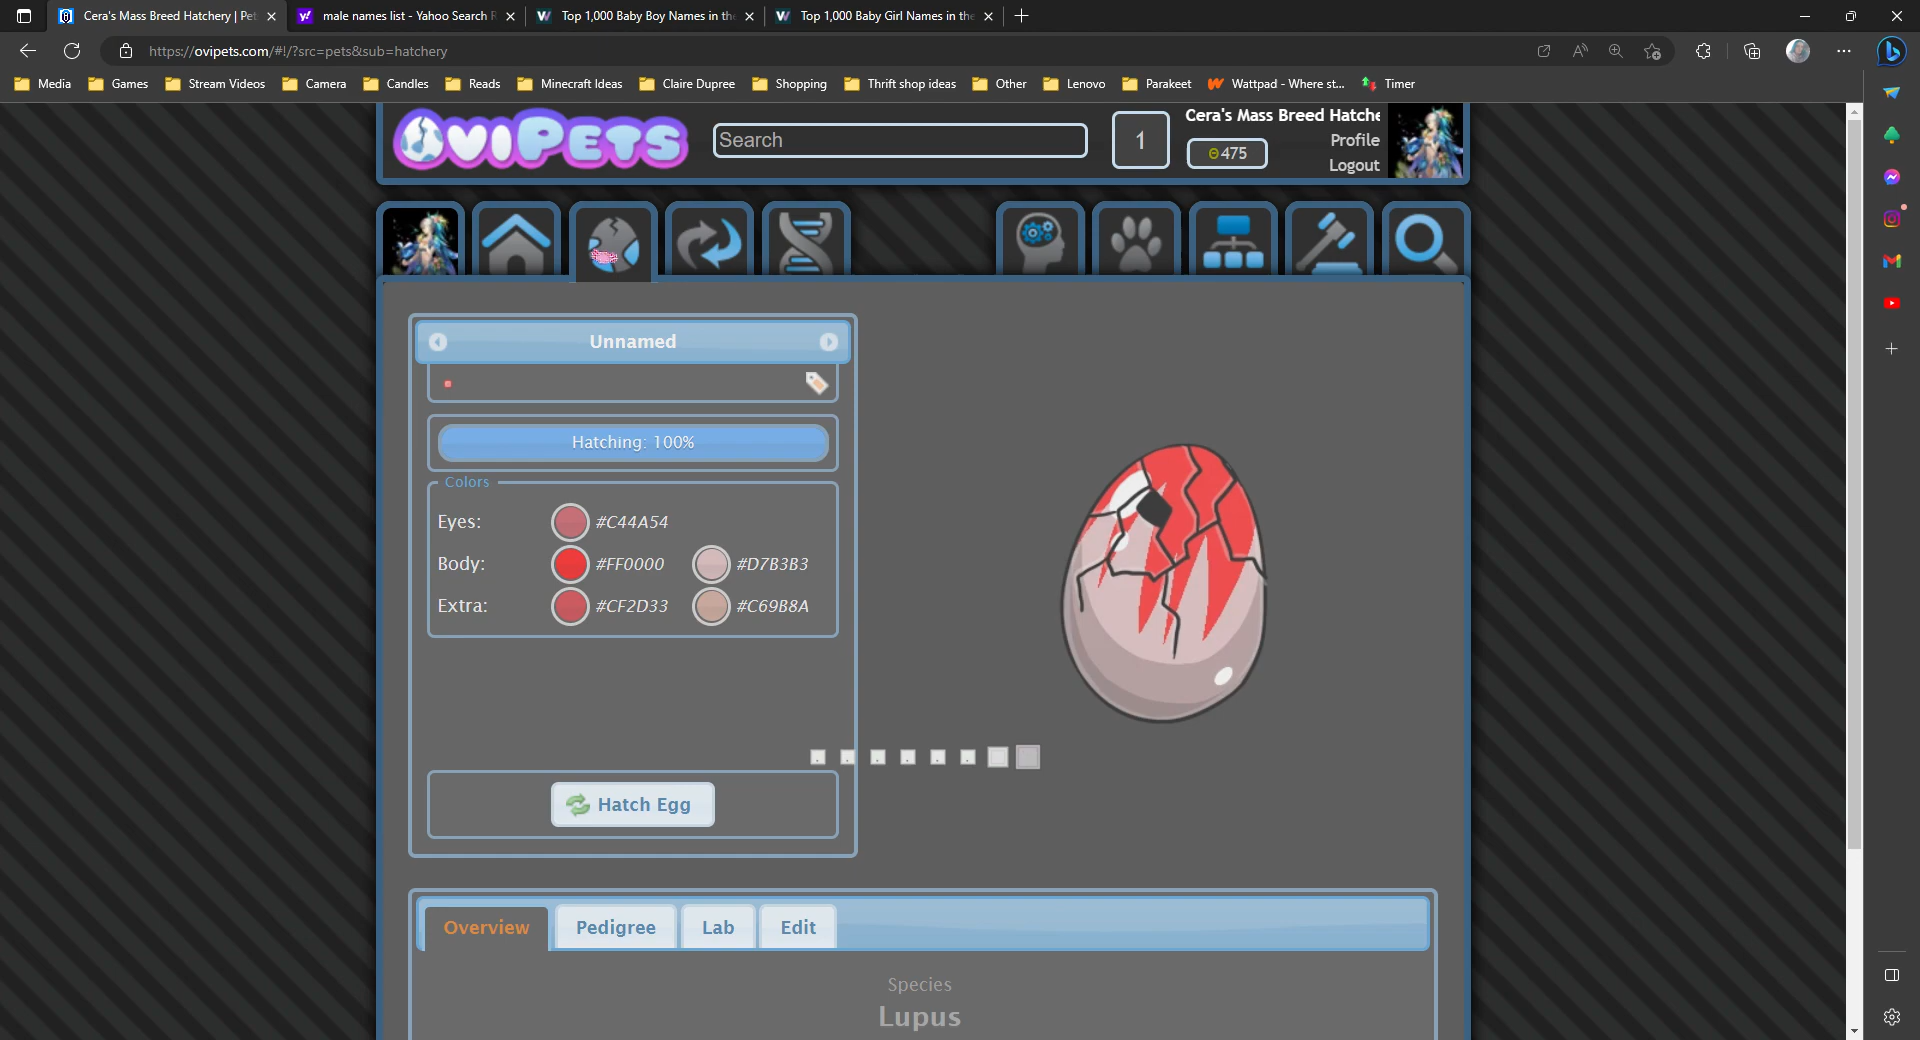 Cera's Mass Breed Hatchery | Pet
male names list - Yahoo Search R
Top 1,000 Baby Boy Names in the
Top 1,000 Baby Girl Names in the
https://ovipets.com/#!/?src=pets&sub=hatchery
Media
Games
Stream Videos
Camera
Candles
Reads
Minecraft Ideas
Claire Dupree
Shopping
Thrift shop ideas
Other
Lenovo
Parakeet
Wattpad - Where st...
Timer
OviPets
Search
1
Cera's Mass Breed Hatche
475
Profile
Logout
Unnamed
Hatching: 100%
Colors
Eyes: #C44A54
Body: #FF0000 #D7B3B3
Extra: #CF2D33 #C69B8A
Hatch Egg
Overview Pedigree Lab Edit
Species
Lupus